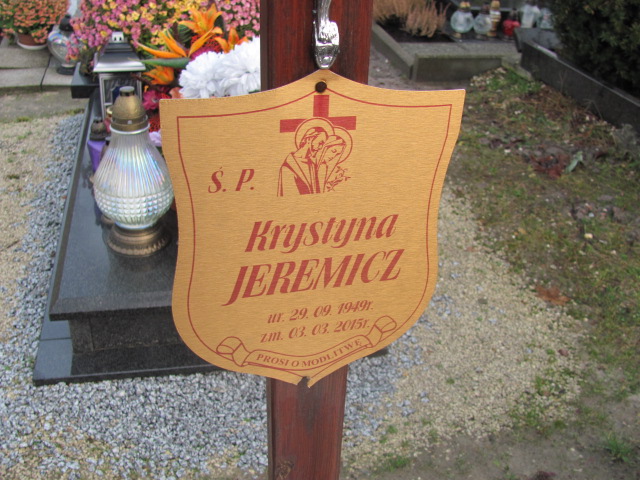 Ś. P.
Krystyna
JEREMICZ
ur. 29. 09. 1949r.
zm. 03. 03. 2015r.
PROSI O MODLITWĘ